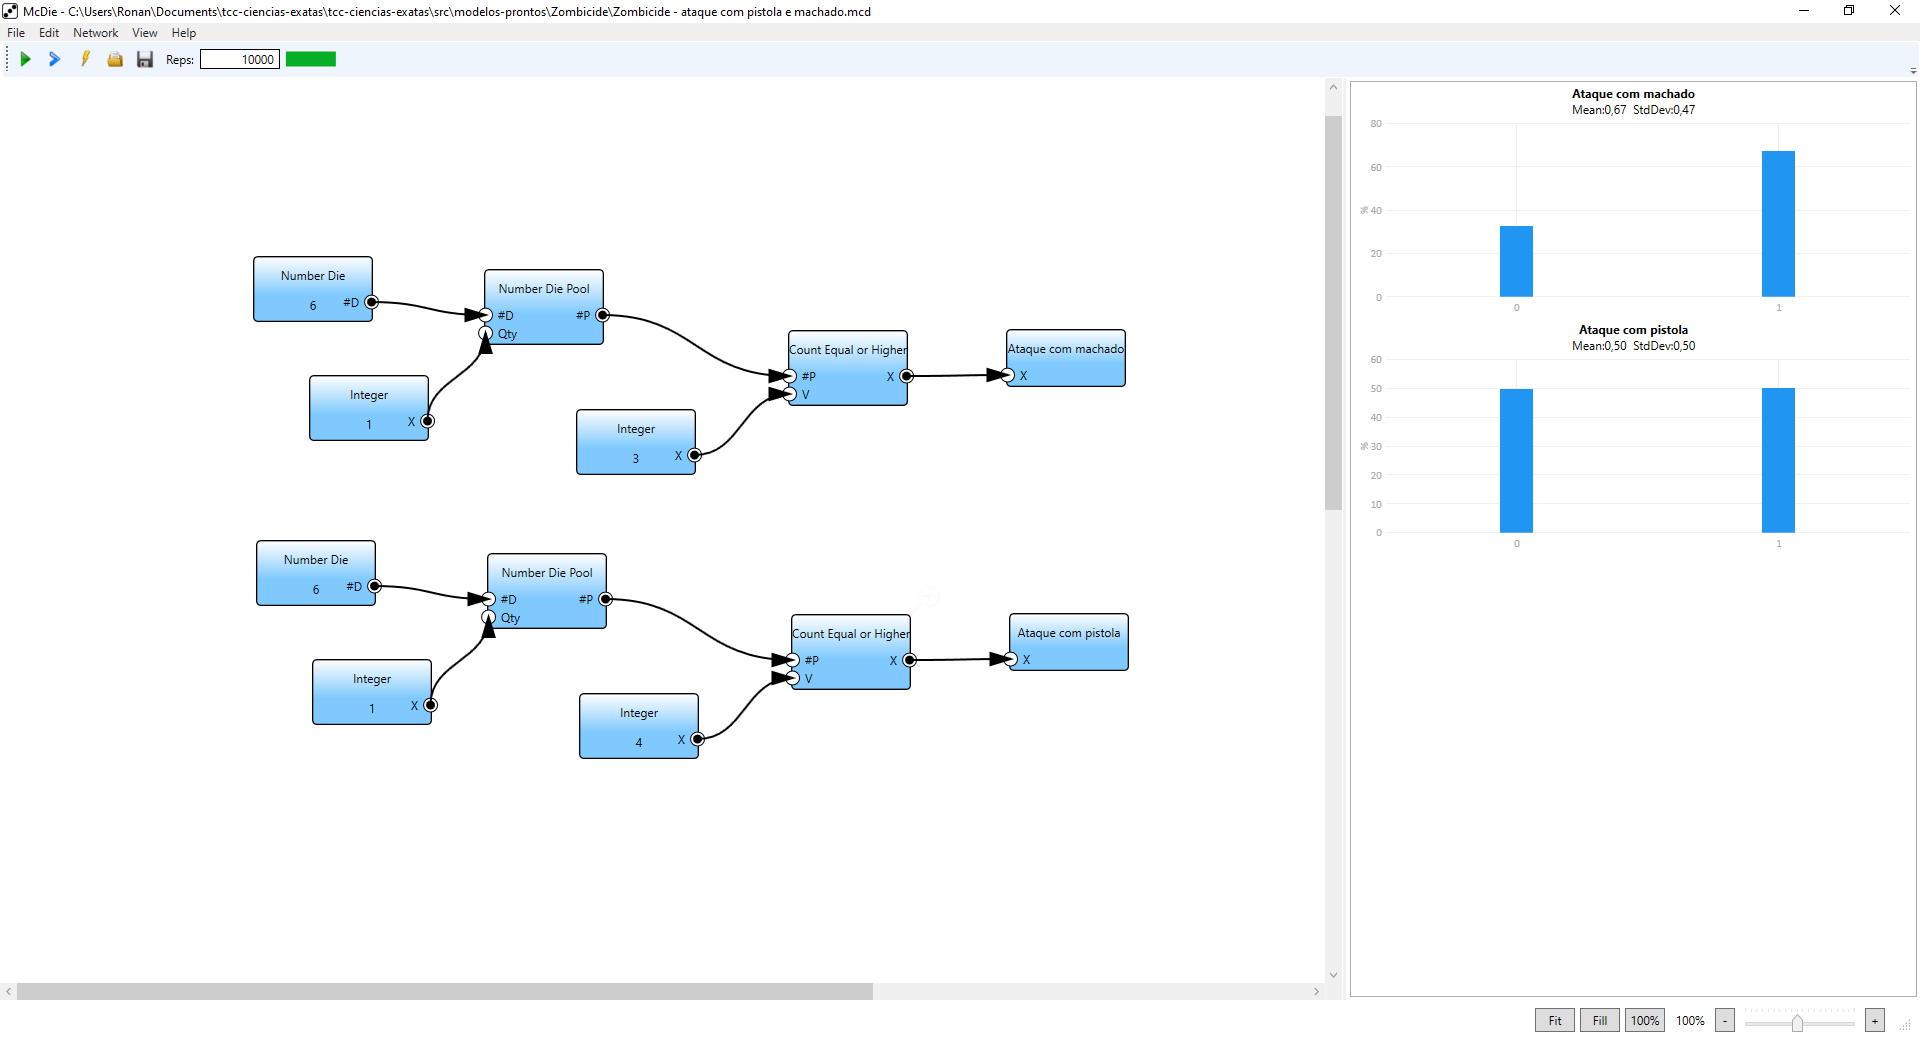 McDie - C:\Users\Ronan\Documents\tcc-ciencias-exatas\tcc-ciencias-exatas\src\modelos-prontos\Zombicide\Zombicide - ataque com pistola e machado.mcd
File Edit Network View Help
Reps: 10000
Number Die
6 #D
Number Die Pool
#D #P
Qty
Integer
1 X
Integer
3 X
Count Equal or Higher
#P X
V
Ataque com machado
X
Number Die
6 #D
Number Die Pool
#D #P
Qty
Integer
1 X
Integer
4 X
Count Equal or Higher
#P X
V
Ataque com pistola
X
Ataque com machado
Mean:0,67 StdDev:0,47
80
60
% 40
20
0
0 1
Ataque com pistola
Mean:0,50 StdDev:0,50
60
50
40
% 30
20
10
0
0 1
Fit Fill 100% 100% - +